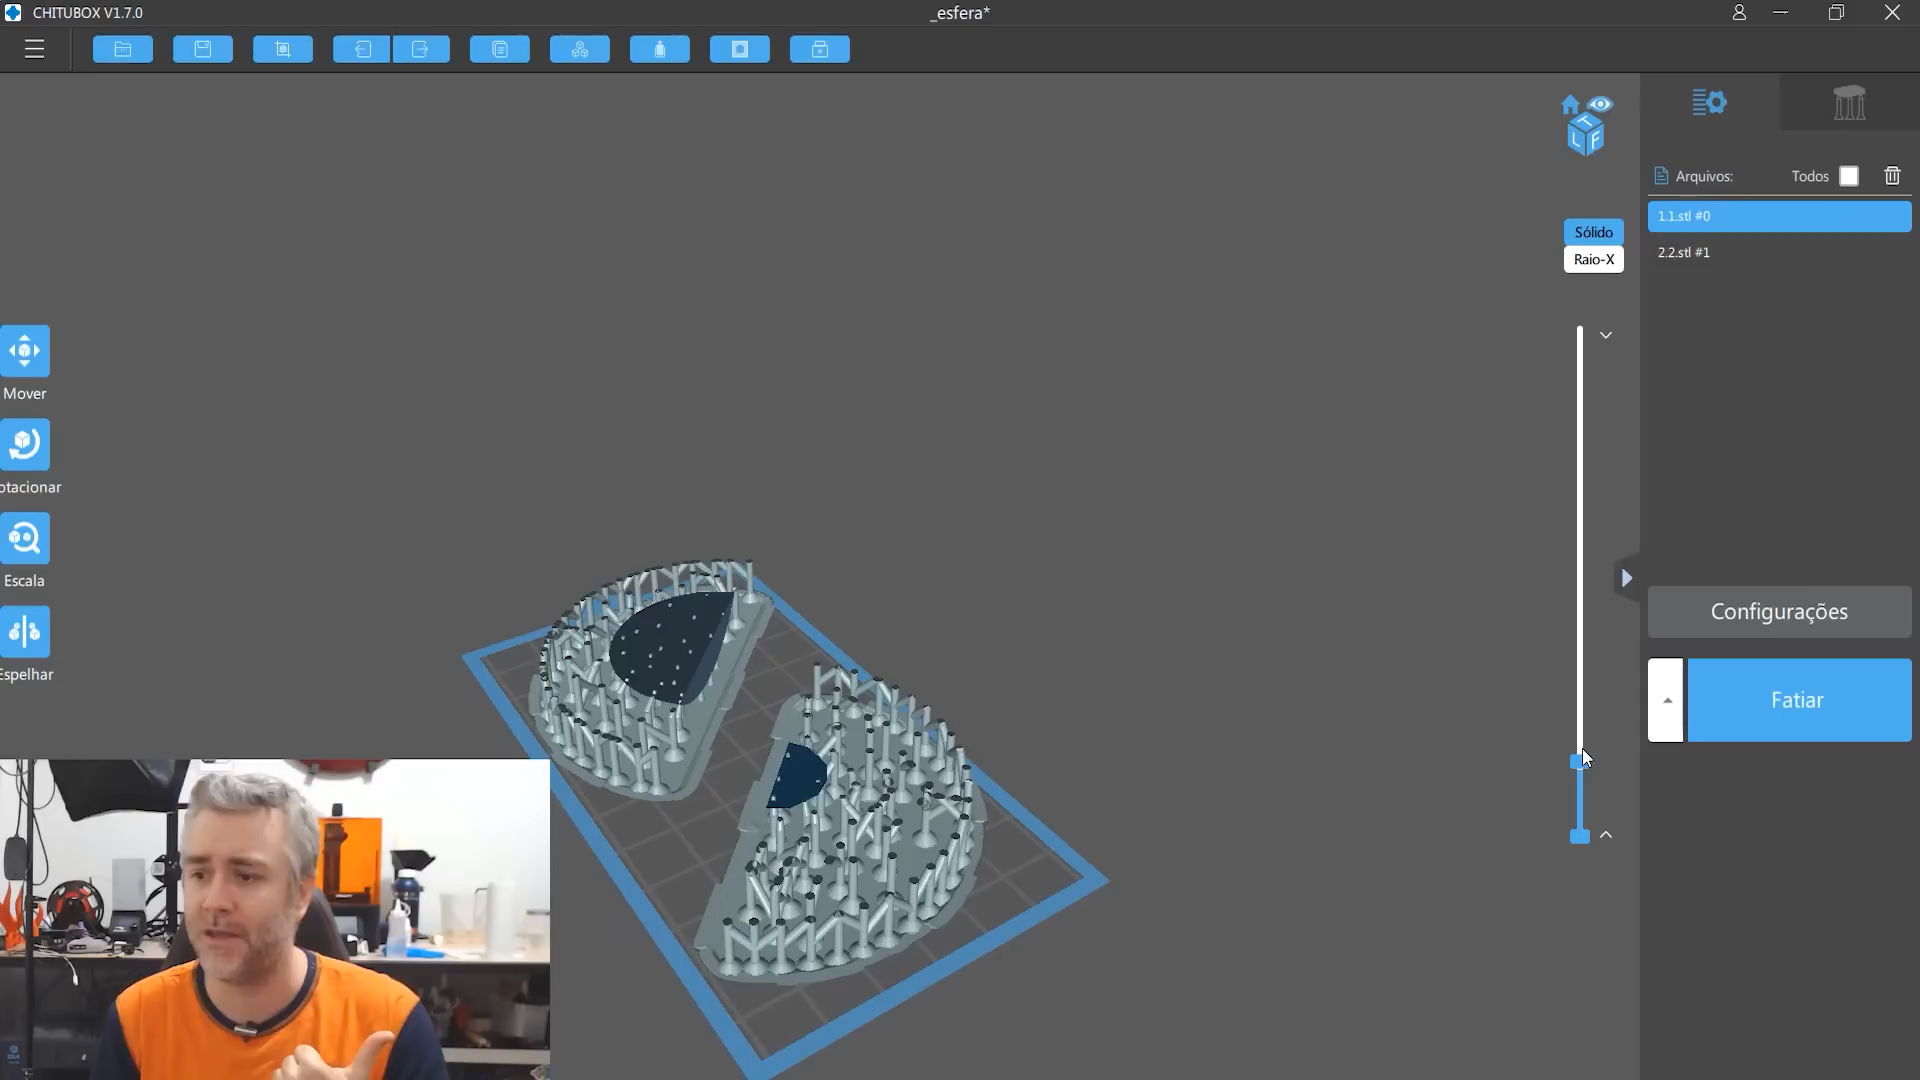 CHITUBOX V1.7.0
_esfera*
T
L F
Arquivos:
Todos
Sólido
Raio-X
1.1.stl #0
2.2.stl #1
Mover
otacionar
Escala
Espelhar
Configurações
Fatiar